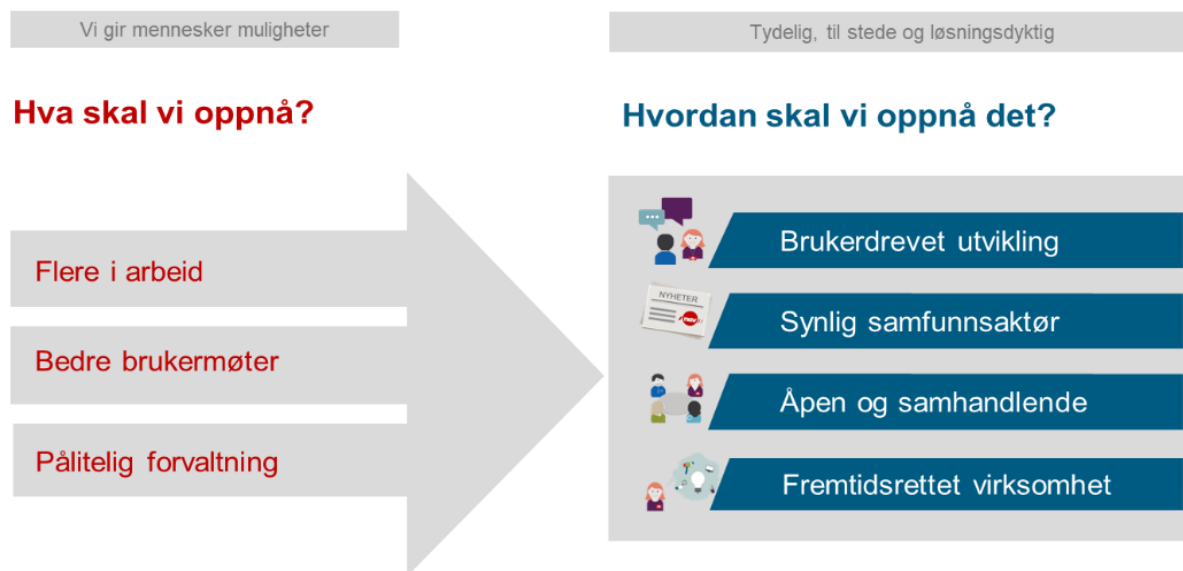 Vi gir mennesker muligheter
Tydelig, til stede og løsningsdyktig
Hva skal vi oppnå?
Hvordan skal vi oppnå det?
Flere i arbeid
Bedre brukermøter
Pålitelig forvaltning
Brukerdrevet utvikling
NYHETER
nav
Synlig samfunnsaktør
Åpen og samhandlende
Fremtidsrettet virksomhet